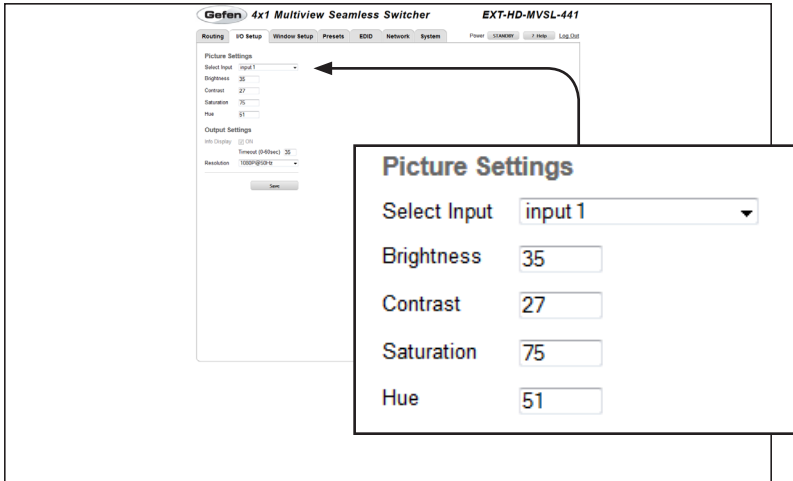 Gefen 4x1 Multiview Seamless Switcher EXT-HD-MVSL-441
Routing I/O Setup Window Setup Presets EDID Network System Power STANDBY ? Help Log Out
Picture Settings
Select Input input 1
Brightness 35
Contrast 27
Saturation 75
Hue 51
Output Settings
Info Display ON
Timeout (0-60sec) 35
Resolution 1080P@50Hz
Save
Picture Settings
Select Input input 1
Brightness 35
Contrast 27
Saturation 75
Hue 51